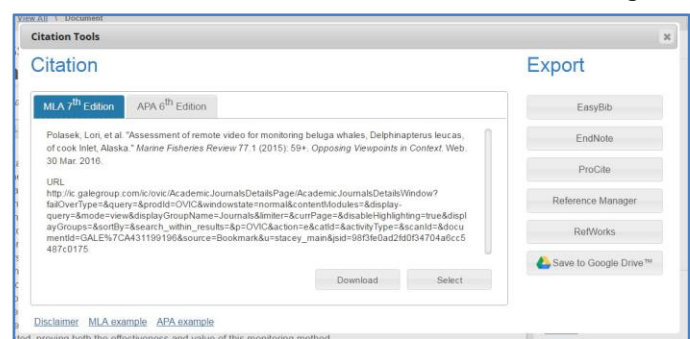 View All \ Document
Citation Tools
Citation
Export
MLA 7th Edition
APA 6th Edition
Polasek, Lori, et al. "Assessment of remote video for monitoring beluga whales, Delphinapterus leucas,
of cook Inlet, Alaska." Marine Fisheries Review 77.1 (2015): 59+. Opposing Viewpoints in Context. Web.
30 Mar. 2016.
URL
http://ic.galegroup.com/ic/ovic/AcademicJournalsDetailsPage/AcademicJournalsDetailsWindow?
failOverType=&query=&prodId=OVIC&windowstate=normal&contentModules=&display-
query=&mode=view&displayGroupName=Journals&limiter=&currPage=&disableHighlighting=true&displ
ayGroups=&sortBy=&search_within_results=&p=OVIC&action=e&catId=&activityType=&scanId=&docu
mentId=GALE%7CA431199196&source=Bookmark&u=stacey_main&jsid=98f3fe0ad2fd0f34704a6cc5
487c0175
Download
Select
EasyBib
EndNote
ProCite
Reference Manager
RefWorks
Save to Google Drive™
Disclaimer MLA example APA example
ted, proving both the effectiveness and value of this monitoring method.